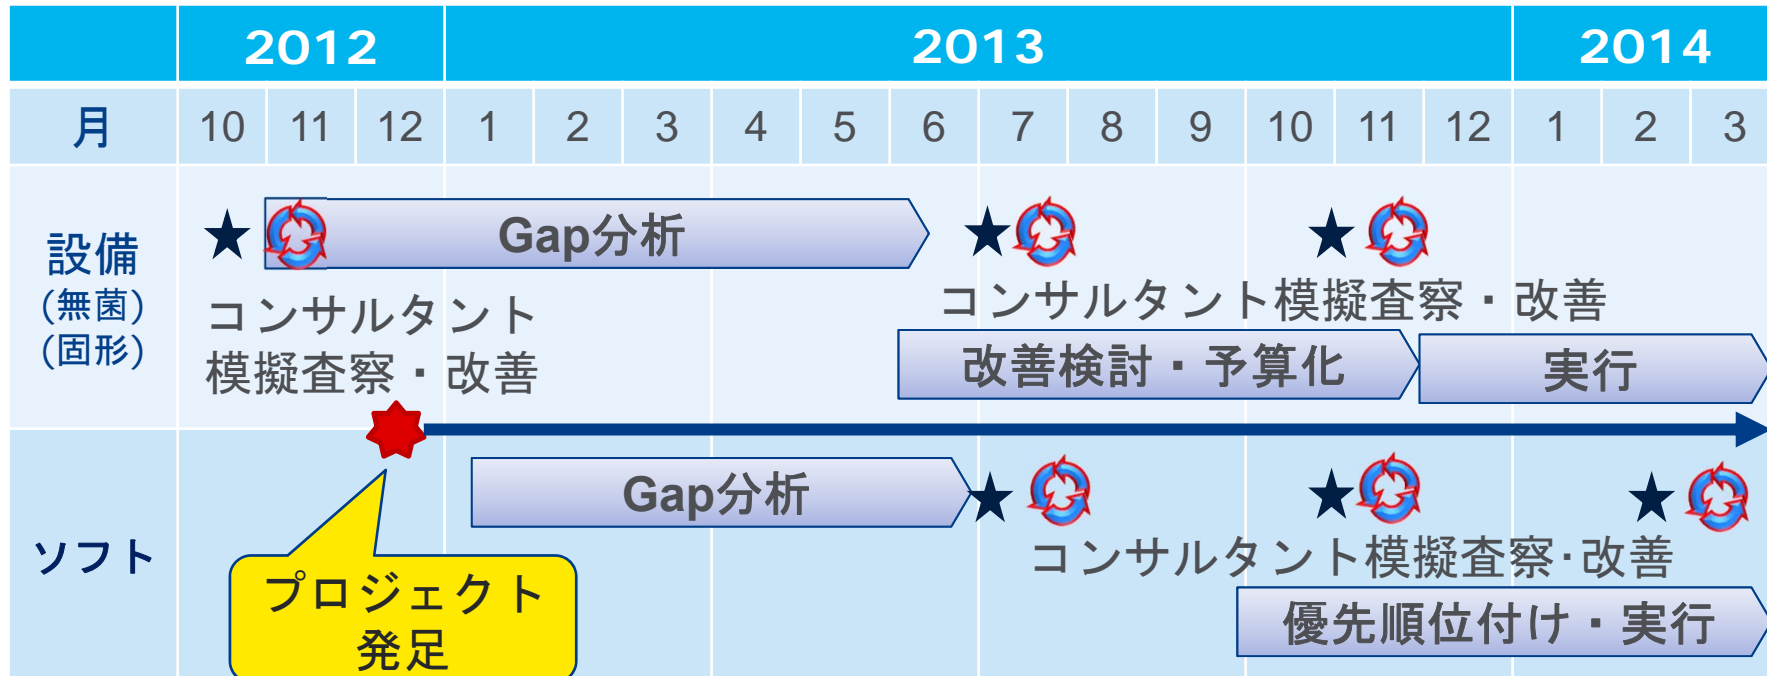 2012 2013 2014
月 10 11 12 1 2 3 4 5 6 7 8 9 10 11 12 1 2 3
設備
(無菌)
(固形)
Gap分析
コンサルタント
模擬査察・改善
コンサルタント模擬査察・改善
改善検討・予算化
実行
ソフト
Gap分析
プロジェクト
発足
コンサルタント模擬査察・改善
優先順位付け・実行